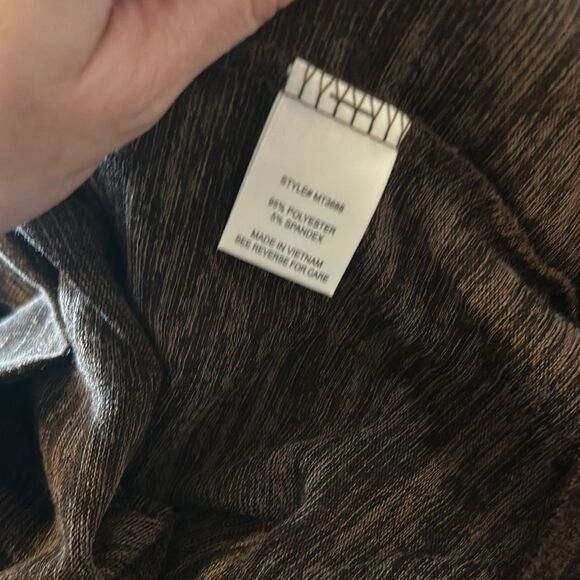 STYLE# MT3688
95% POLYESTER
5% SPANDEX
MADE IN VIETNAM
SEE REVERSE FOR CARE